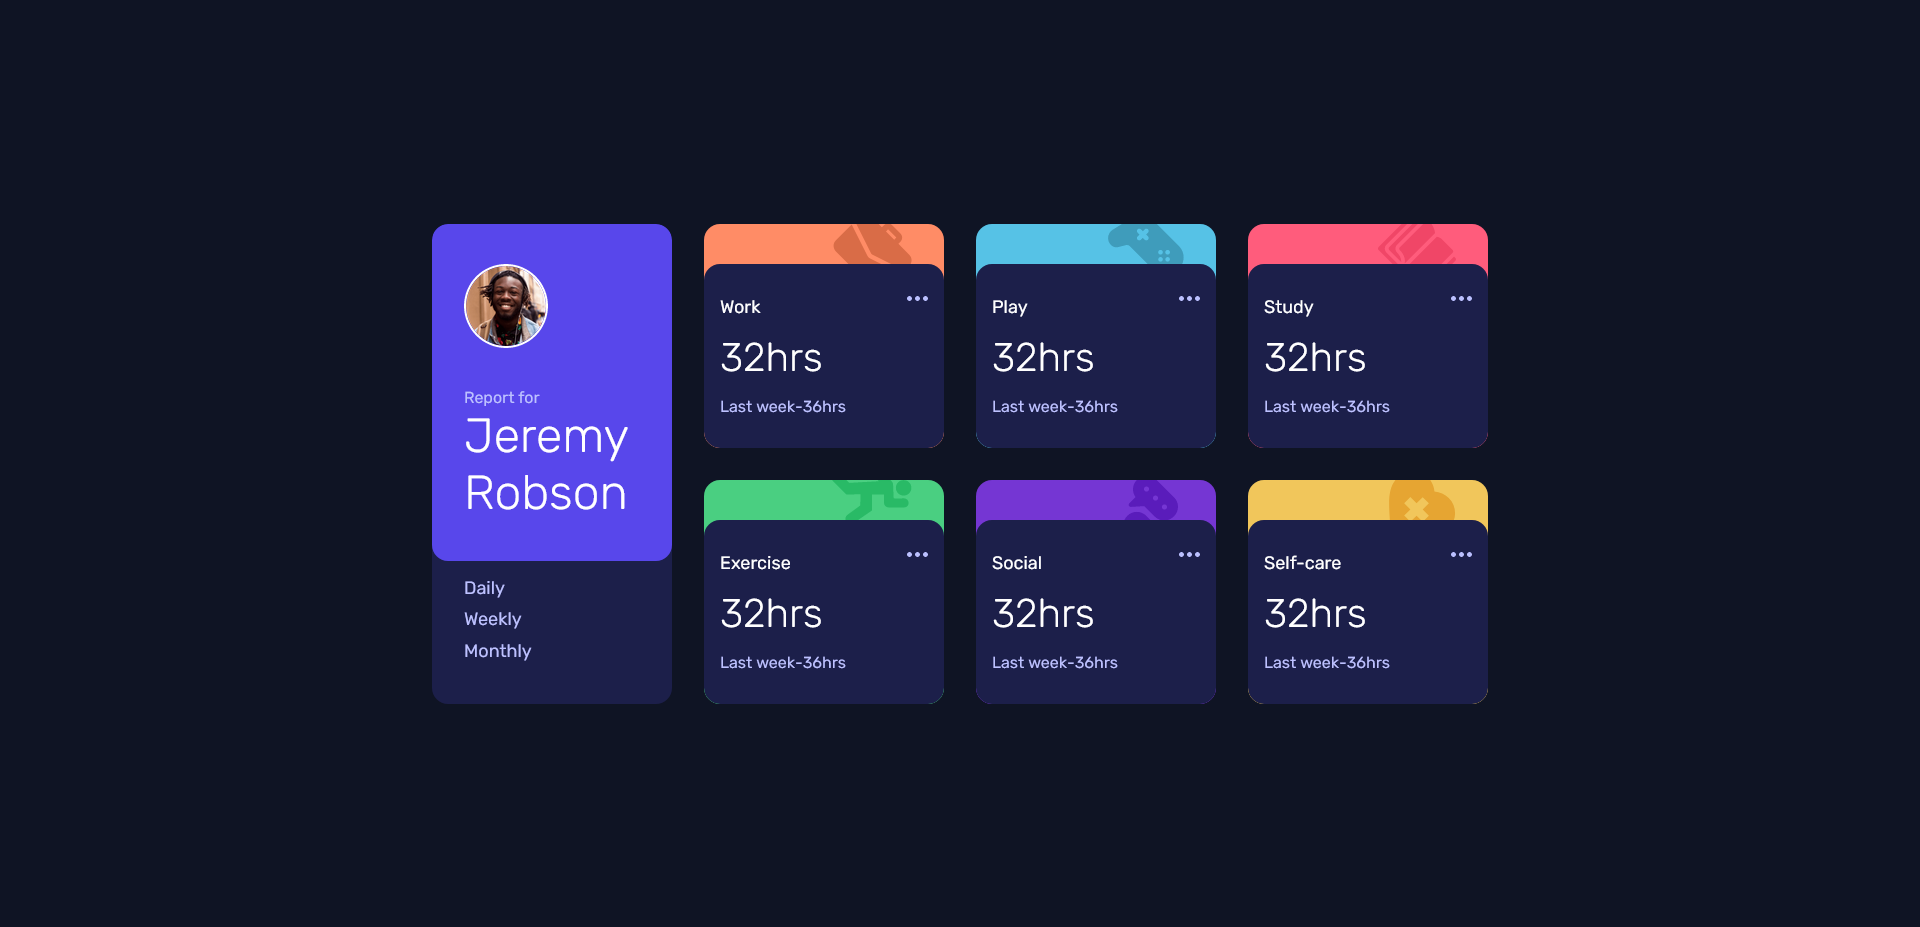 Report for
Jeremy
Robson
Daily
Weekly
Monthly
Work
32hrs
Last week-36hrs
Play
32hrs
Last week-36hrs
Study
32hrs
Last week-36hrs
Exercise
32hrs
Last week-36hrs
Social
32hrs
Last week-36hrs
Self-care
32hrs
Last week-36hrs